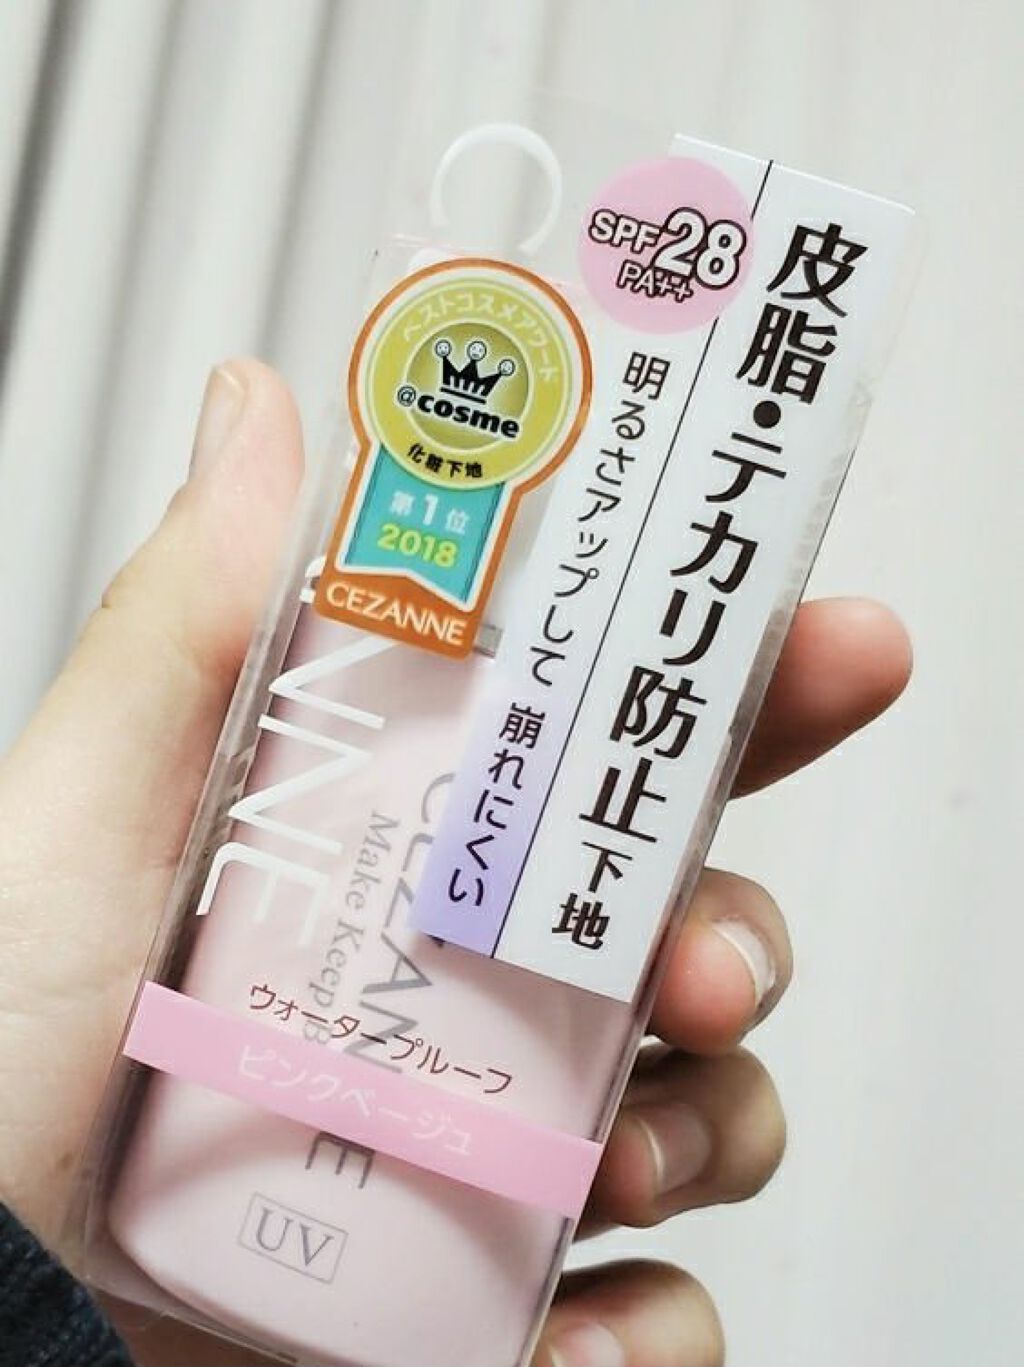 皮脂・テカリ防止下地
SPF28
PA++
明るさアップして 崩れにくい
ベストコスメアワード
@cosme
化粧下地
第1位
2018
CEZANNE
NNE
CEZANNE
Make Keep B
ウォータープルーフ
ピンクベージュ
UV